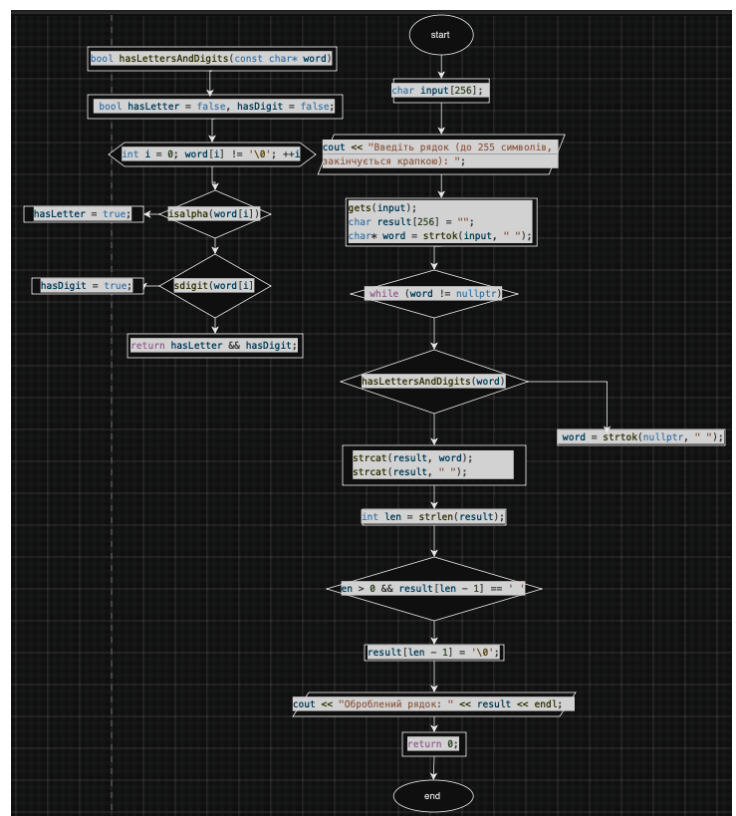 bool hasLettersAndDigits(const char* word)
bool hasLetter = false, hasDigit = false;
int i = 0; word[i] != '\0'; ++i
isalpha(word[i])
hasLetter = true;
sdigit(word[i]
hasDigit = true;
return hasLetter && hasDigit;
start
char input[256];
cout << "Введіть рядок (до 255 символів,
закінчується крапкою): ";
gets(input);
char result[256] = "";
char* word = strtok(input, " ");
while (word != nullptr)
hasLettersAndDigits(word)
word = strtok(nullptr, " ");
strcat(result, word);
strcat(result, " ");
int len = strlen(result);
en > 0 && result[len - 1] == ' '
result[len - 1] = '\0';
cout << "Оброблений рядок: " << result << endl;
return 0;
end